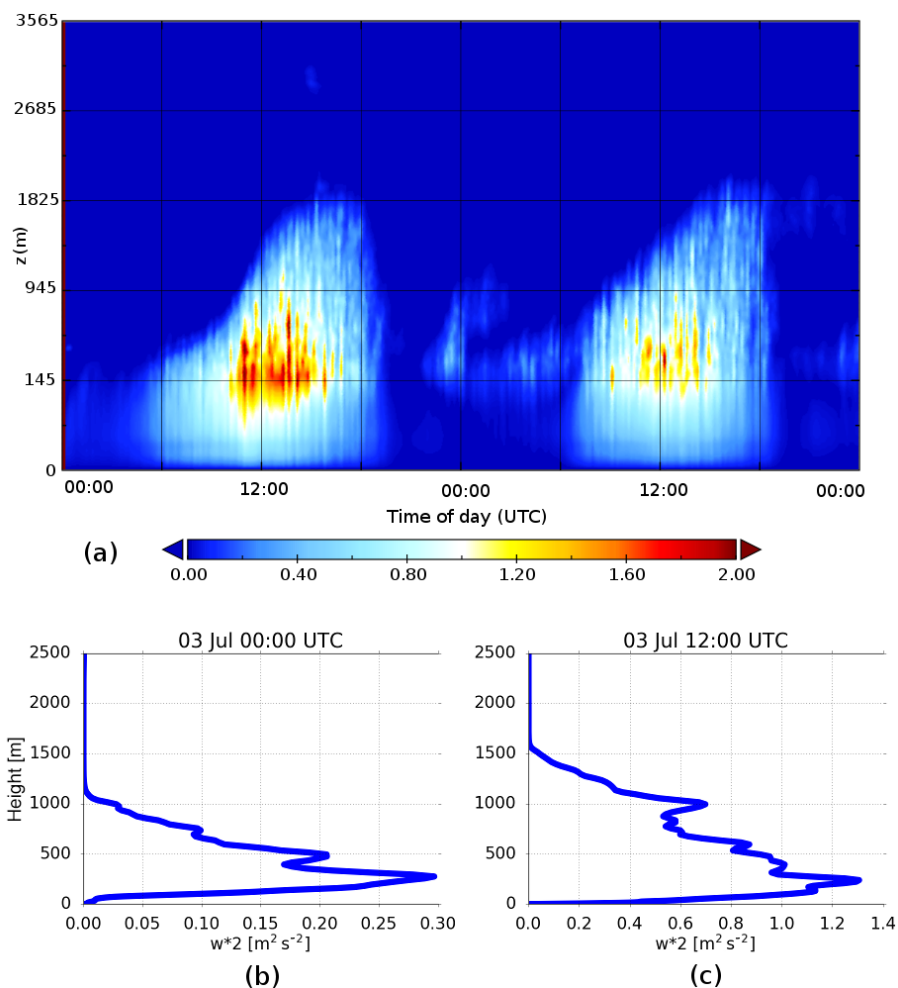 3565
2685
1825
945
145
0
z (m)
00:00 12:00 00:00 12:00 00:00
Time of day (UTC)
(a)
0.00 0.40 0.80 1.20 1.60 2.00
03 Jul 00:00 UTC
2500
2000
1500
1000
500
0
Height [m]
0.00 0.05 0.10 0.15 0.20 0.25 0.30
w*2 [m² s⁻²]
(b)
03 Jul 12:00 UTC
2500
2000
1500
1000
500
0
0.0 0.2 0.4 0.6 0.8 1.0 1.2 1.4
w*2 [m² s⁻²]
(c)